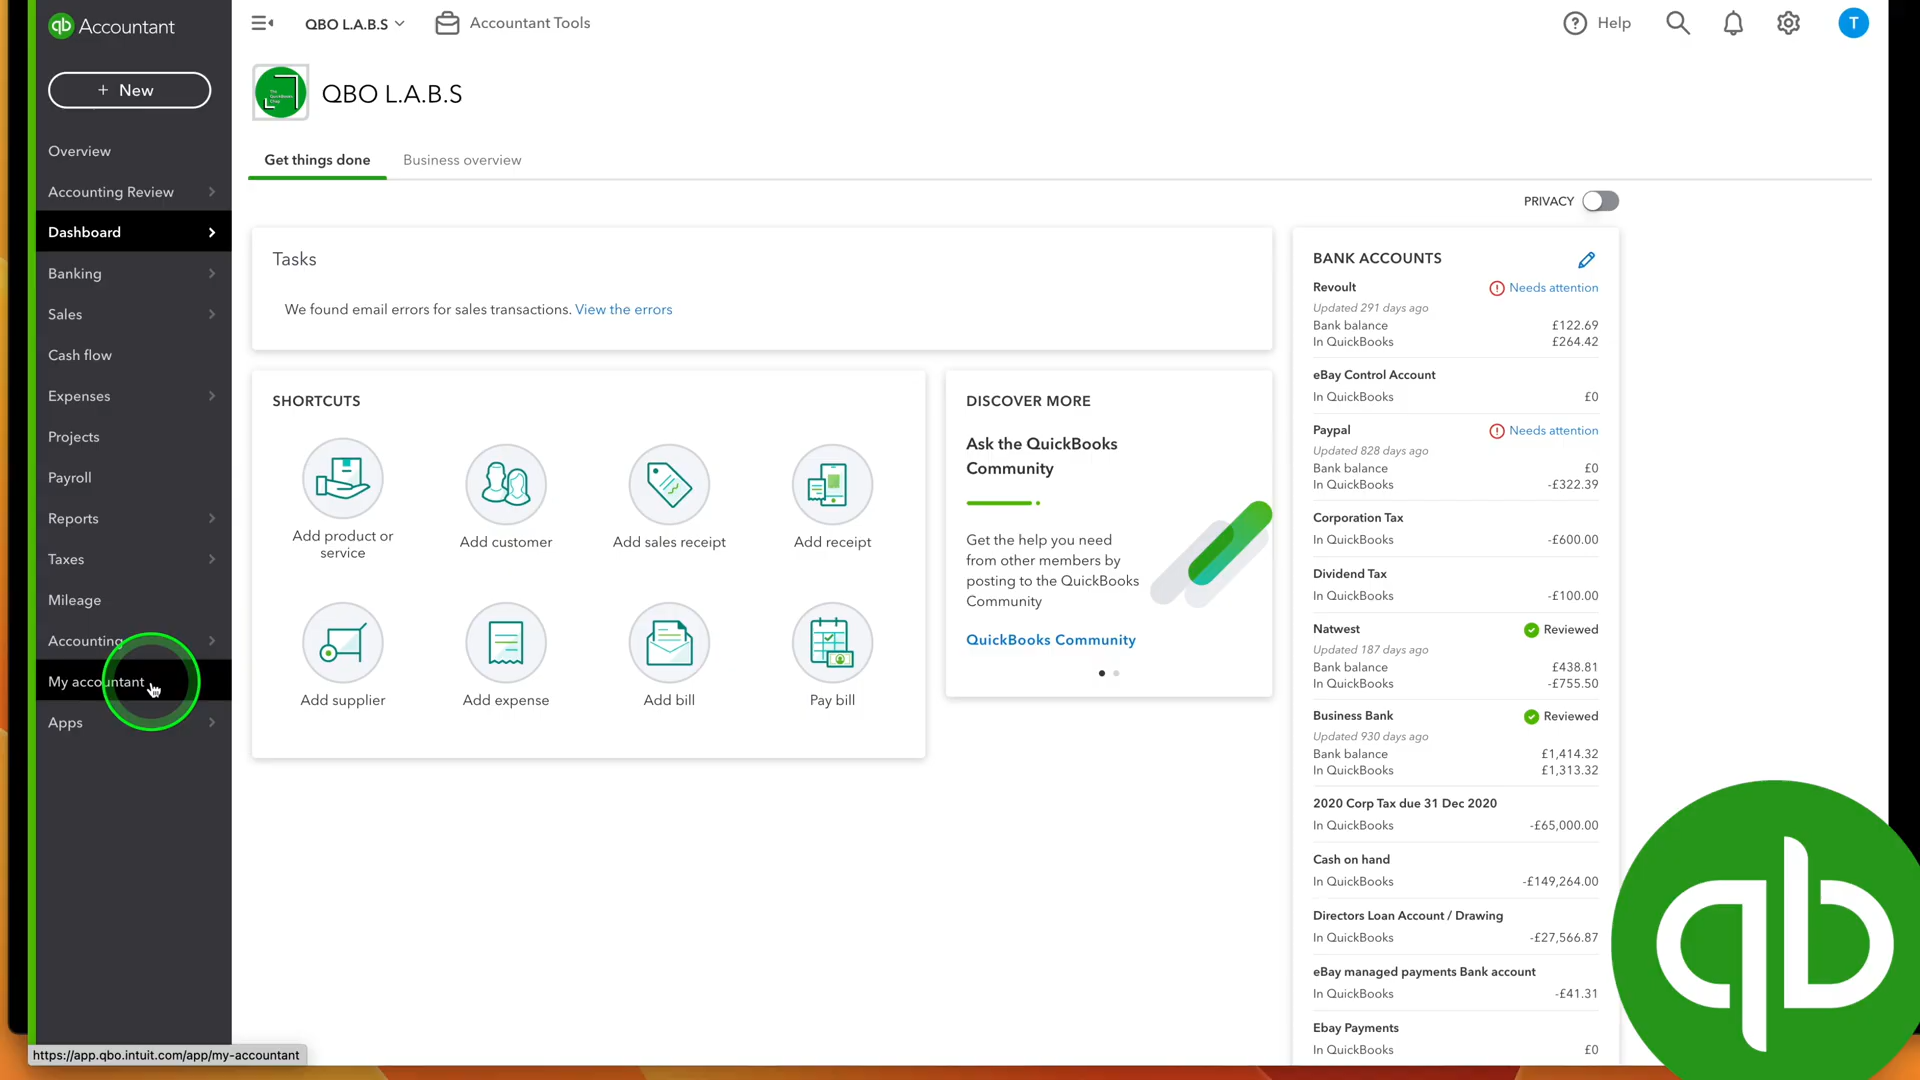 qb Accountant
QBO L.A.B.S
Accountant Tools
Help
T
+ New
The QuickBooks Chap
QBO L.A.B.S
Overview
Accounting Review
Dashboard
Banking
Sales
Cash flow
Expenses
Projects
Payroll
Reports
Taxes
Mileage
Accounting
My accountant
Apps
Get things done
Business overview
PRIVACY
Tasks
We found email errors for sales transactions. View the errors
SHORTCUTS
Add product or
service
Add customer
Add sales receipt
Add receipt
Add supplier
Add expense
Add bill
Pay bill
DISCOVER MORE
Ask the QuickBooks
Community
Get the help you need
from other members by
posting to the QuickBooks
Community
QuickBooks Community
BANK ACCOUNTS
Revoult Needs attention
Updated 291 days ago
Bank balance £122.69
In QuickBooks £264.42
eBay Control Account
In QuickBooks £0
Paypal Needs attention
Updated 828 days ago
Bank balance £0
In QuickBooks -£322.39
Corporation Tax
In QuickBooks -£600.00
Dividend Tax
In QuickBooks -£100.00
Natwest Reviewed
Updated 187 days ago
Bank balance £438.81
In QuickBooks -£755.50
Business Bank Reviewed
Updated 930 days ago
Bank balance £1,414.32
In QuickBooks £1,313.32
2020 Corp Tax due 31 Dec 2020
In QuickBooks -£65,000.00
Cash on hand
In QuickBooks -£149,264.00
Directors Loan Account / Drawing
In QuickBooks -£27,566.87
eBay managed payments Bank account
In QuickBooks -£41.31
Ebay Payments
In QuickBooks £0
https://app.qbo.intuit.com/app/my-accountant
qb